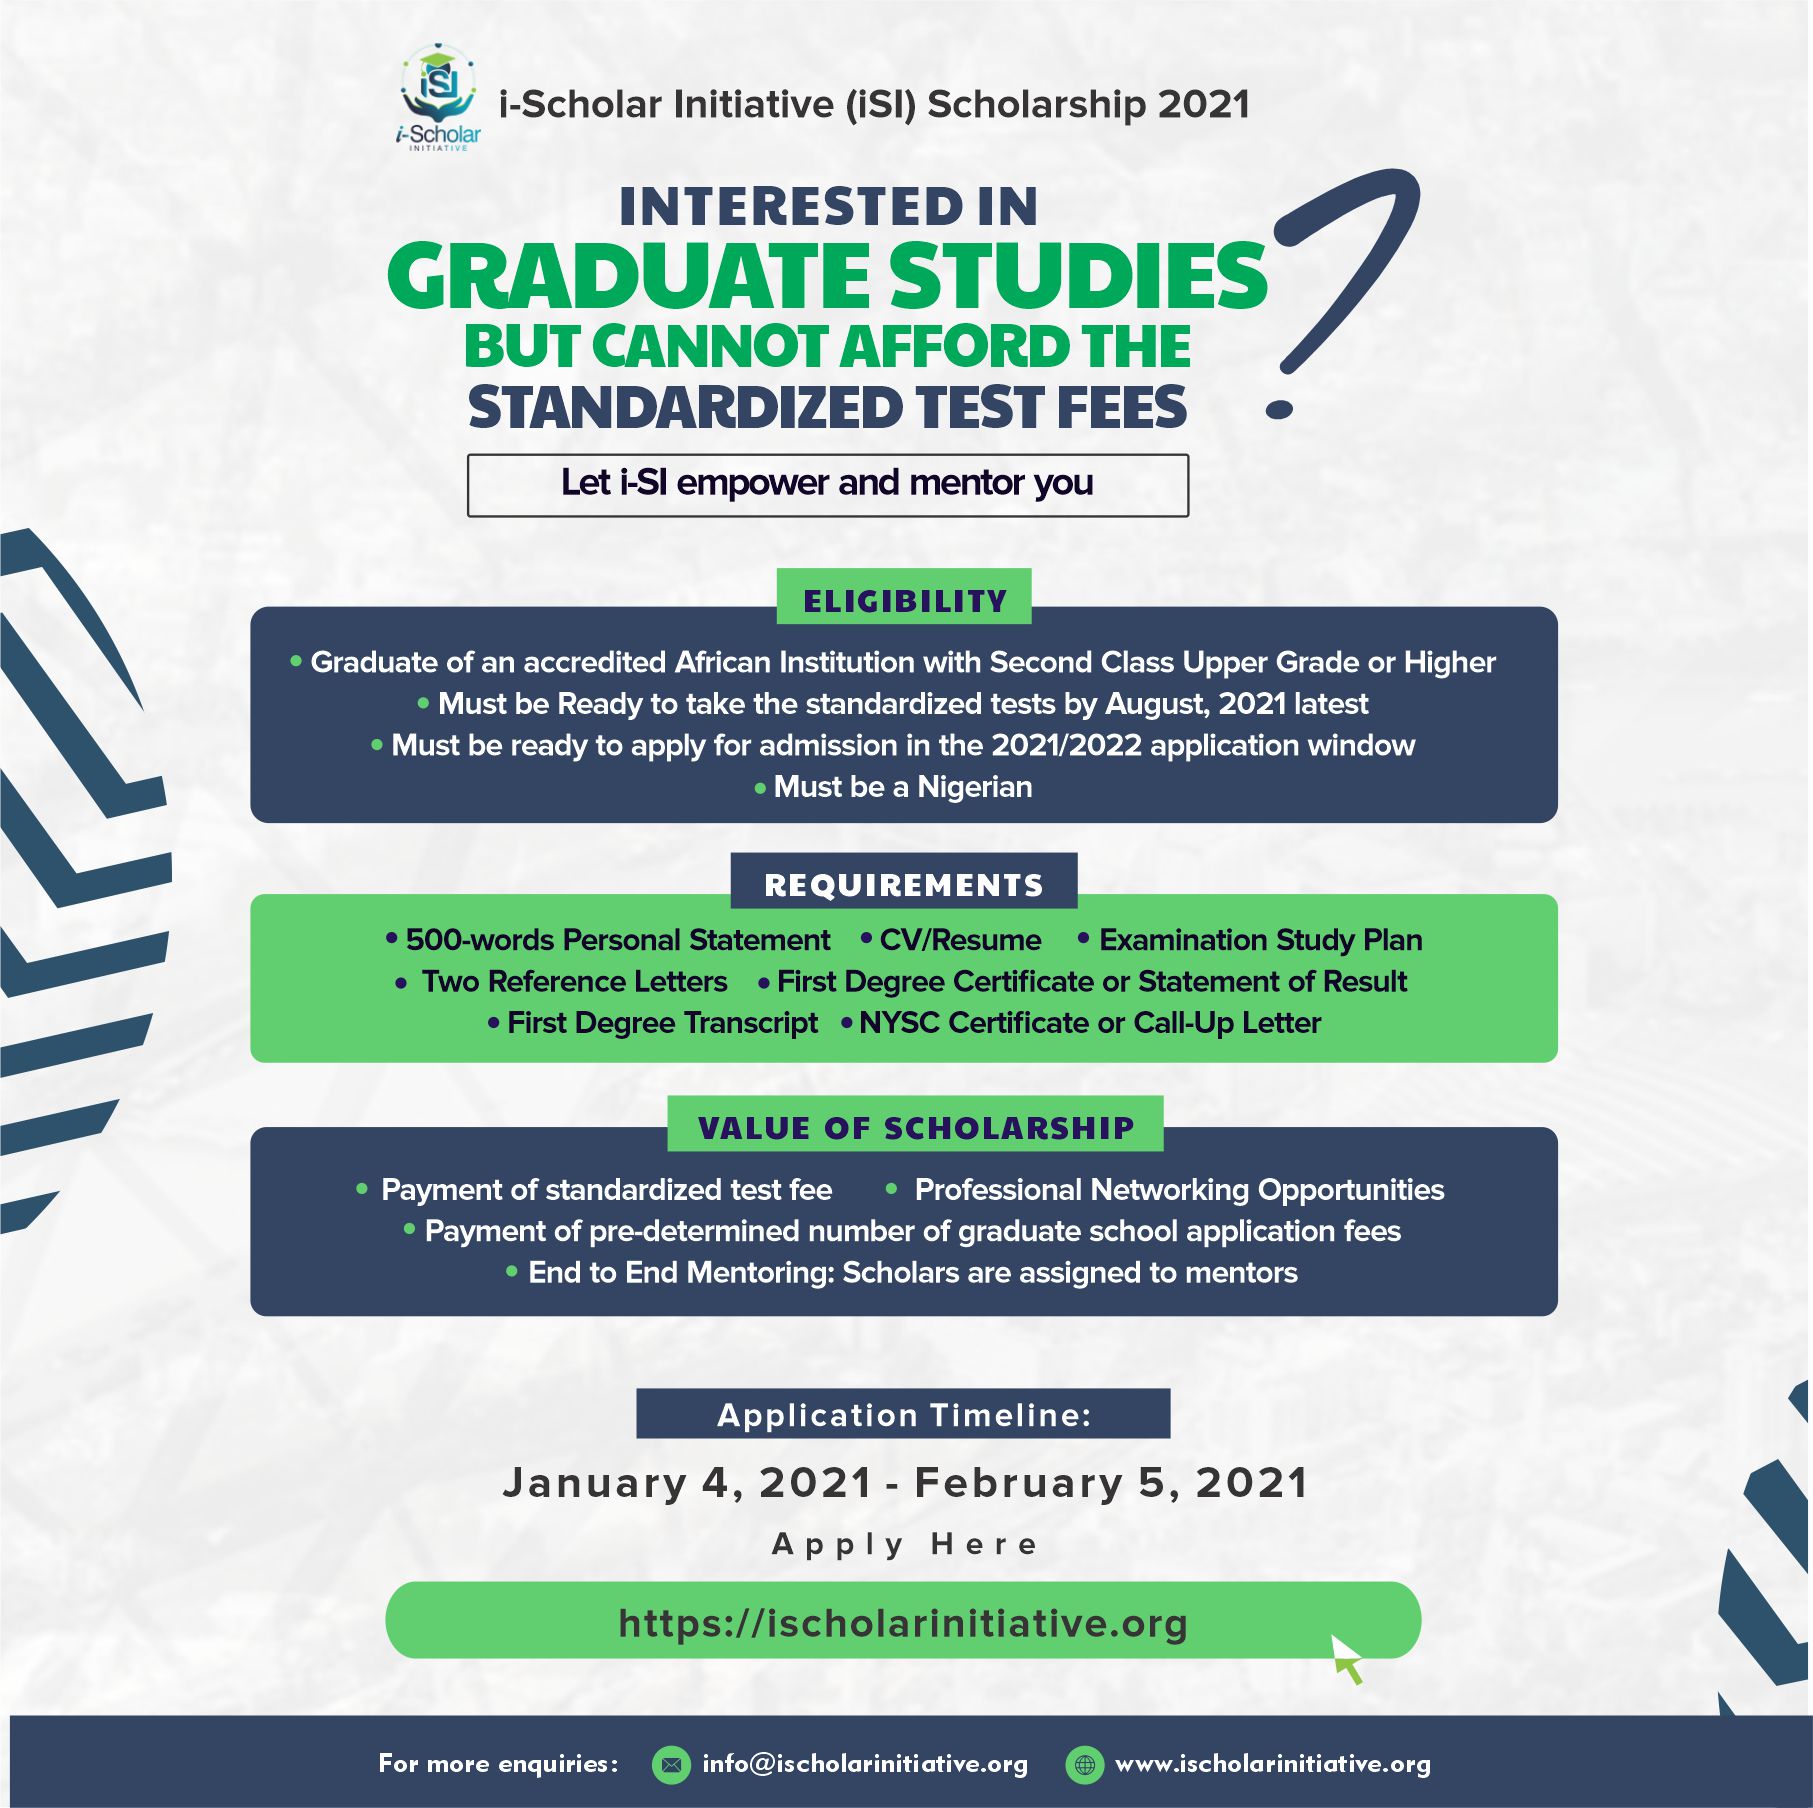 iSI
i-Scholar
INITIATIVE
i-Scholar Initiative (iSI) Scholarship 2021
INTERESTED IN
GRADUATE STUDIES
BUT CANNOT AFFORD THE
STANDARDIZED TEST FEES
?
Let i-SI empower and mentor you
ELIGIBILITY
• Graduate of an accredited African Institution with Second Class Upper Grade or Higher
• Must be Ready to take the standardized tests by August, 2021 latest
• Must be ready to apply for admission in the 2021/2022 application window
• Must be a Nigerian
REQUIREMENTS
• 500-words Personal Statement • CV/Resume • Examination Study Plan
• Two Reference Letters • First Degree Certificate or Statement of Result
• First Degree Transcript • NYSC Certificate or Call-Up Letter
VALUE OF SCHOLARSHIP
• Payment of standardized test fee • Professional Networking Opportunities
• Payment of pre-determined number of graduate school application fees
• End to End Mentoring: Scholars are assigned to mentors
Application Timeline:
January 4, 2021 - February 5, 2021
Apply Here
https://ischolarinitiative.org
For more enquiries: info@ischolarinitiative.org www.ischolarinitiative.org